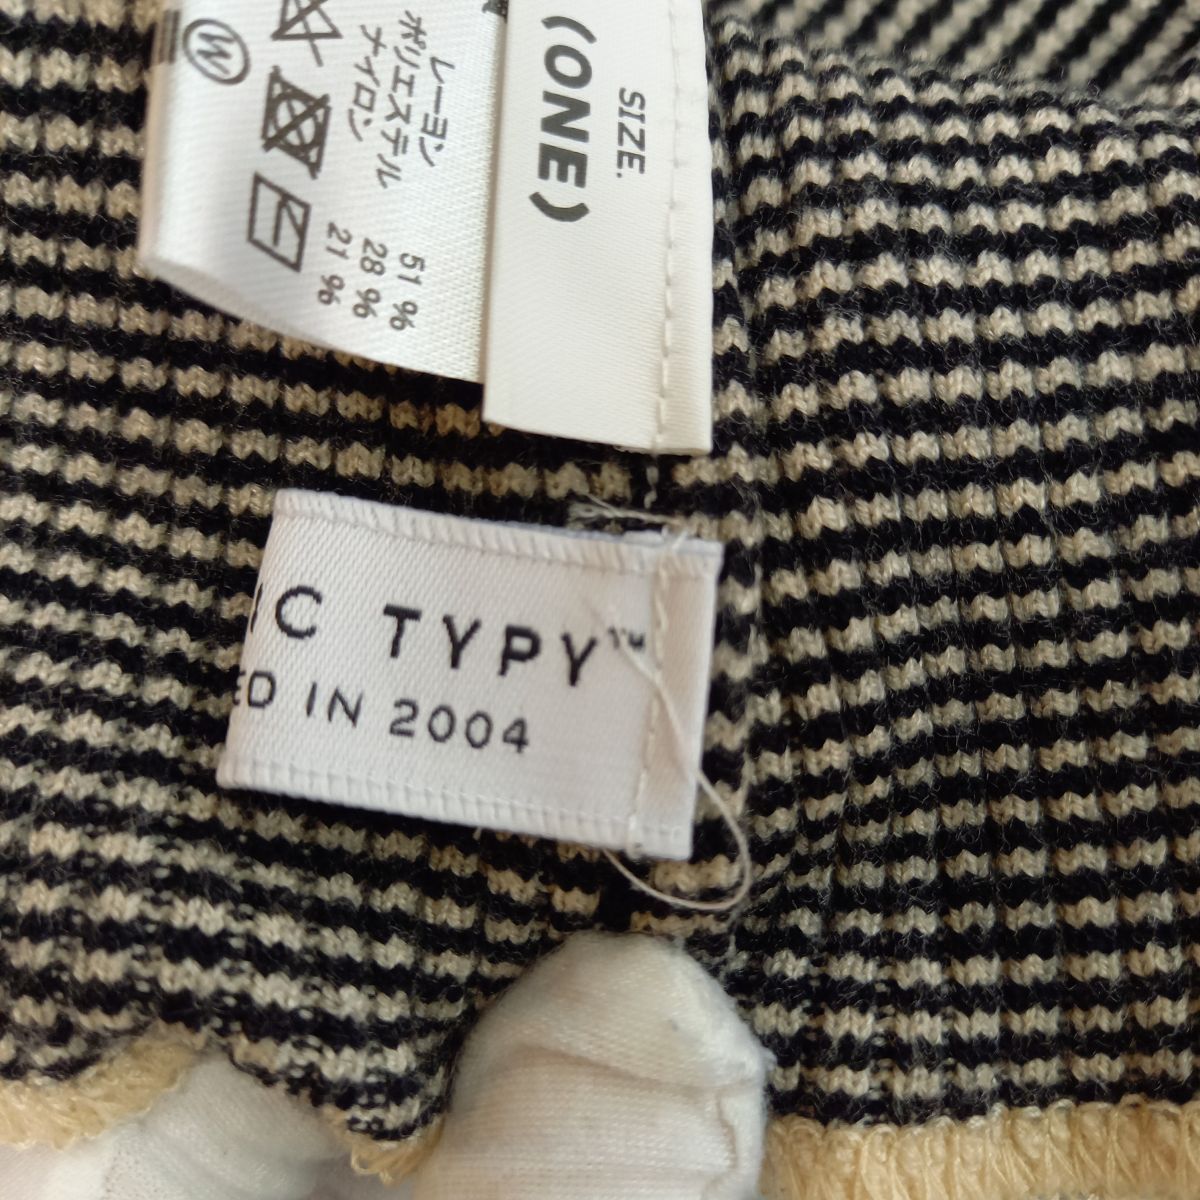 SIZE.
(ONE)
レーヨン 51%
ポリエステル 28%
ナイロン 21%
W
C TYPY™
ED IN 2004